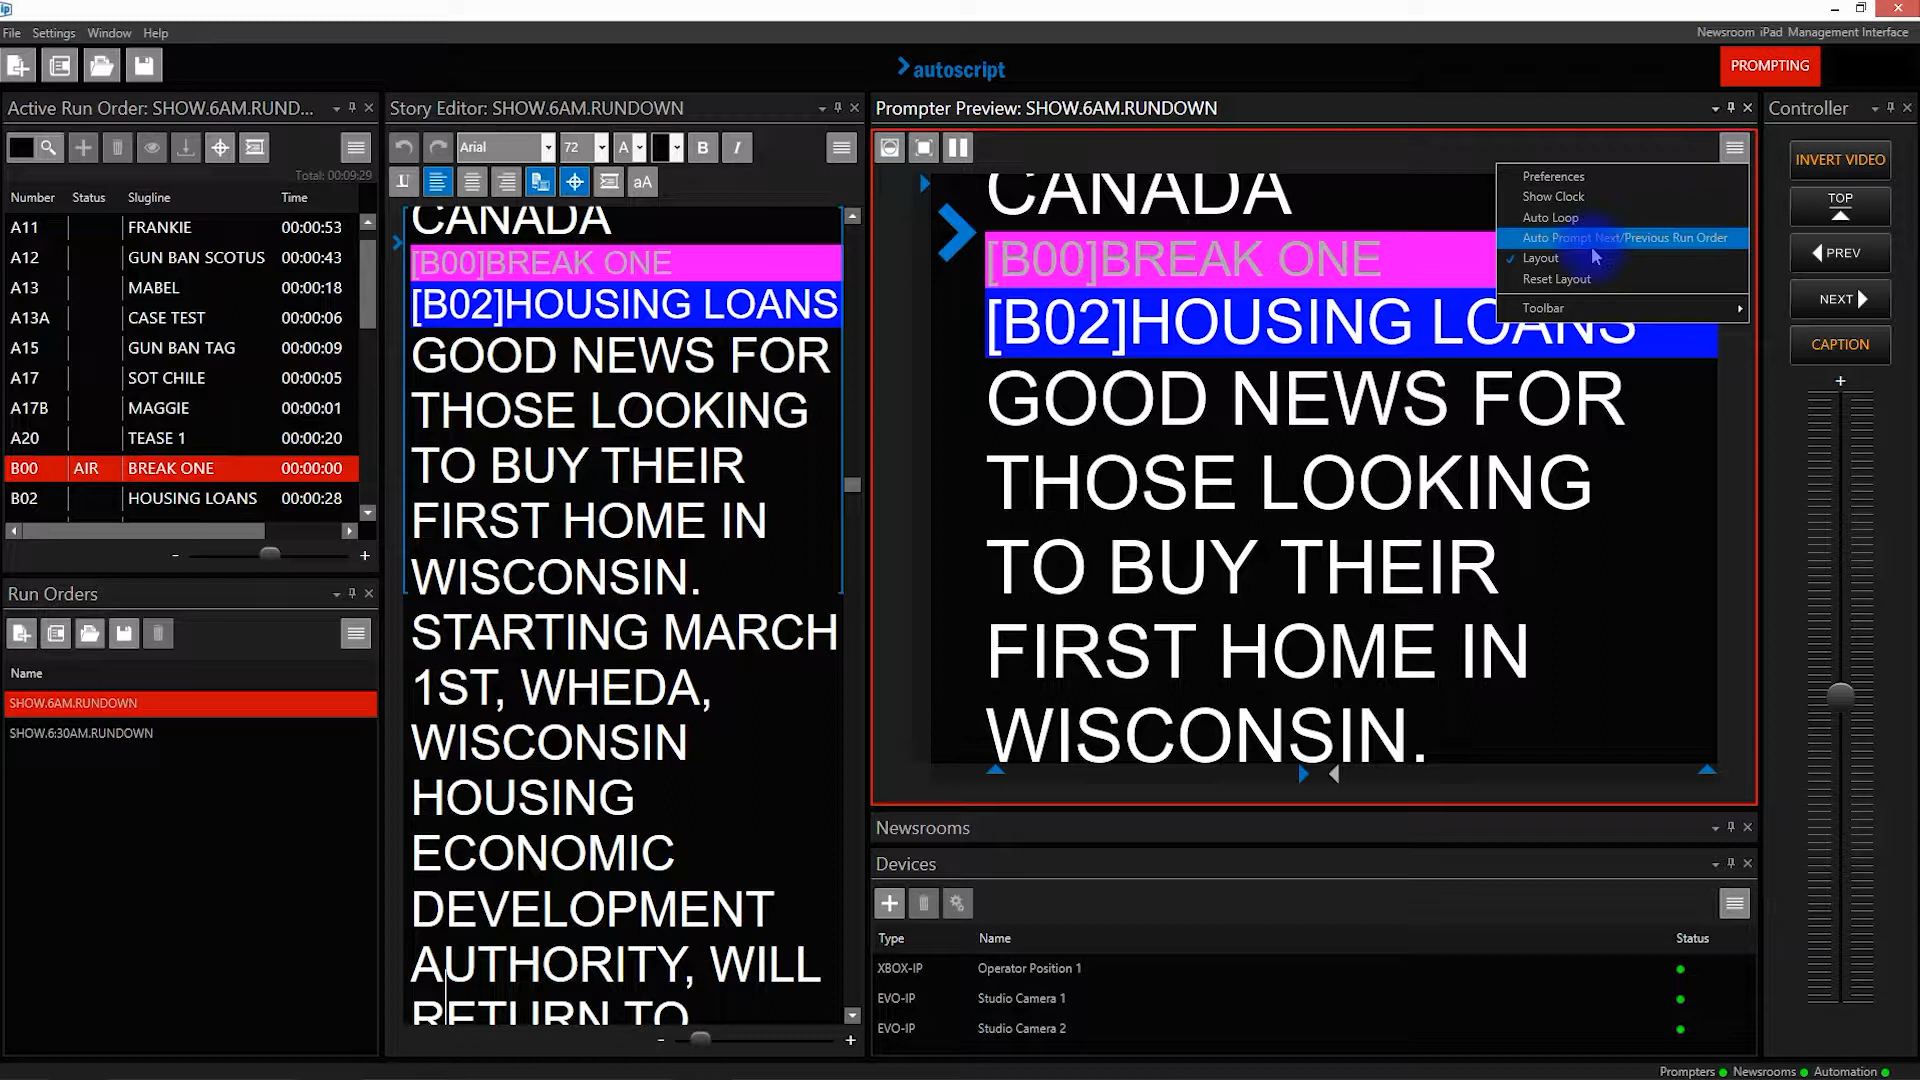 File Settings Window Help
Newsroom iPad Management Interface
autoscript
PROMPTING
Active Run Order: SHOW.6AM.RUND...
Total: 00:09:29
Number Status Slugline Time
A11 FRANKIE 00:00:53
A12 GUN BAN SCOTUS 00:00:43
A13 MABEL 00:00:18
A13A CASE TEST 00:00:06
A15 GUN BAN TAG 00:00:09
A17 SOT CHILE 00:00:05
A17B MAGGIE 00:00:01
A20 TEASE 1 00:00:20
B00 AIR BREAK ONE 00:00:00
B02 HOUSING LOANS 00:00:28
- +
Run Orders
Name
SHOW.6AM.RUNDOWN
SHOW.6:30AM.RUNDOWN
Story Editor: SHOW.6AM.RUNDOWN
Arial 72 A B I
U aA
CANADA
[B00]BREAK ONE
[B02]HOUSING LOANS
GOOD NEWS FOR
THOSE LOOKING
TO BUY THEIR
FIRST HOME IN
WISCONSIN.
STARTING MARCH
1ST, WHEDA,
WISCONSIN
HOUSING
ECONOMIC
DEVELOPMENT
AUTHORITY, WILL
RETURN TO
- +
Prompter Preview: SHOW.6AM.RUNDOWN
CANADA
[B00]BREAK ONE
[B02]HOUSING LOANS
GOOD NEWS FOR
THOSE LOOKING
TO BUY THEIR
FIRST HOME IN
WISCONSIN.
Preferences
Show Clock
Auto Loop
Auto Prompt Next/Previous Run Order
Layout
Reset Layout
Toolbar
Newsrooms
Devices
Type Name Status
XBOX-IP Operator Position 1
EVO-IP Studio Camera 1
EVO-IP Studio Camera 2
Controller
INVERT VIDEO
TOP
PREV
NEXT
CAPTION
+
Prompters Newsrooms Automation